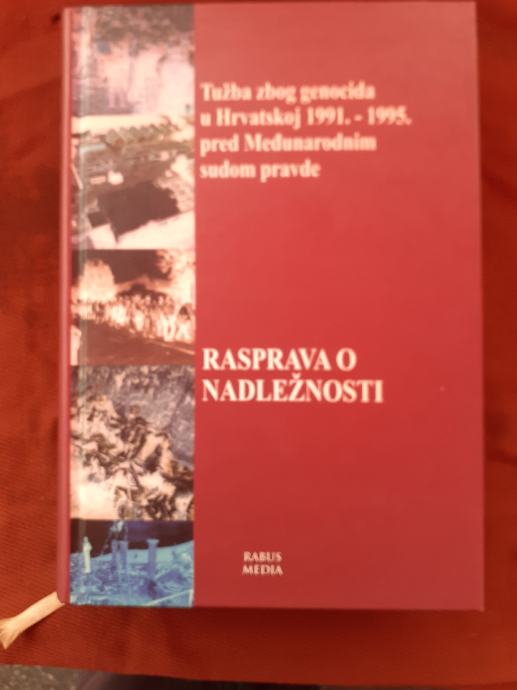 Tužba zbog genocida
u Hrvatskoj 1991. - 1995.
pred Međunarodnim
sudom pravde
RASPRAVA O
NADLEŽNOSTI
RABUS
MEDIA